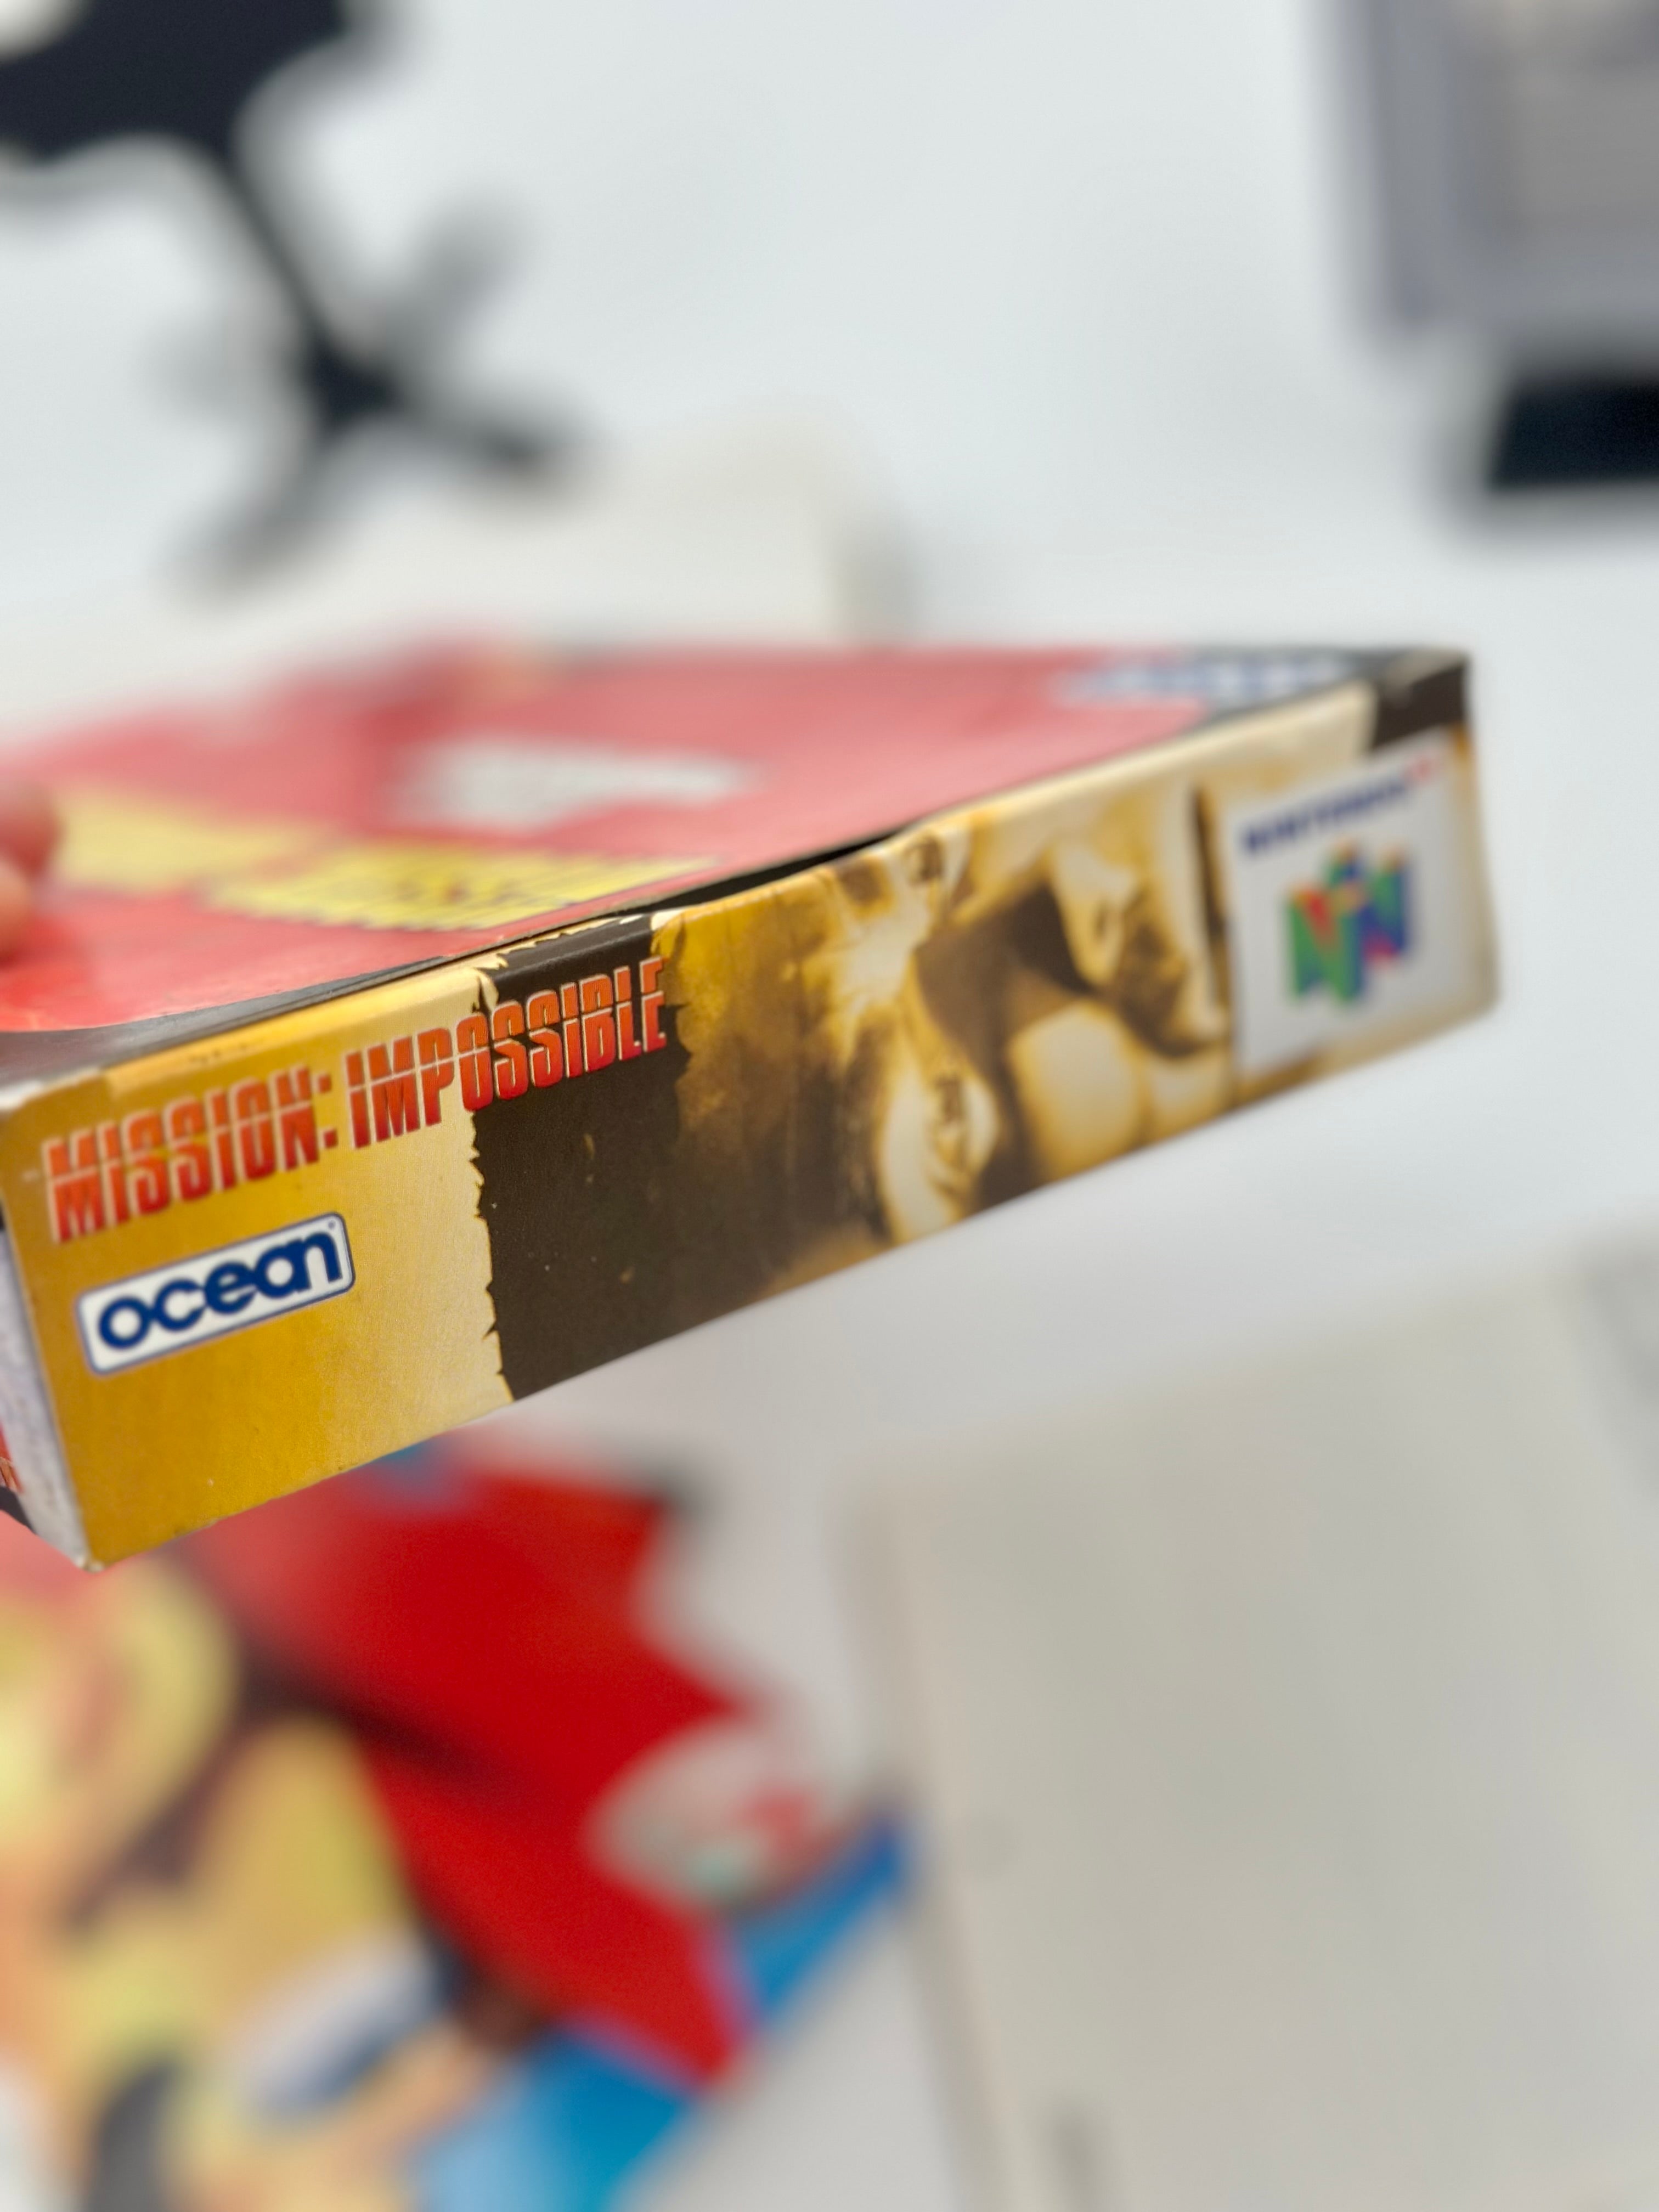 MISSION: IMPOSSIBLE
ocean
NINTENDO 64